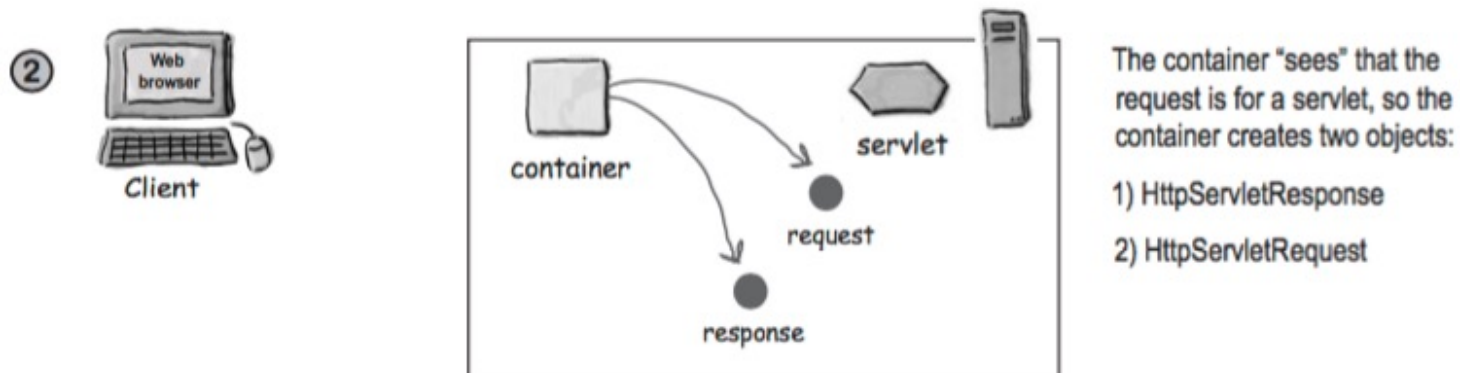 2
Web
browser
Client
container
servlet
request
response
The container “sees” that the
request is for a servlet, so the
container creates two objects:
1) HttpServletResponse
2) HttpServletRequest